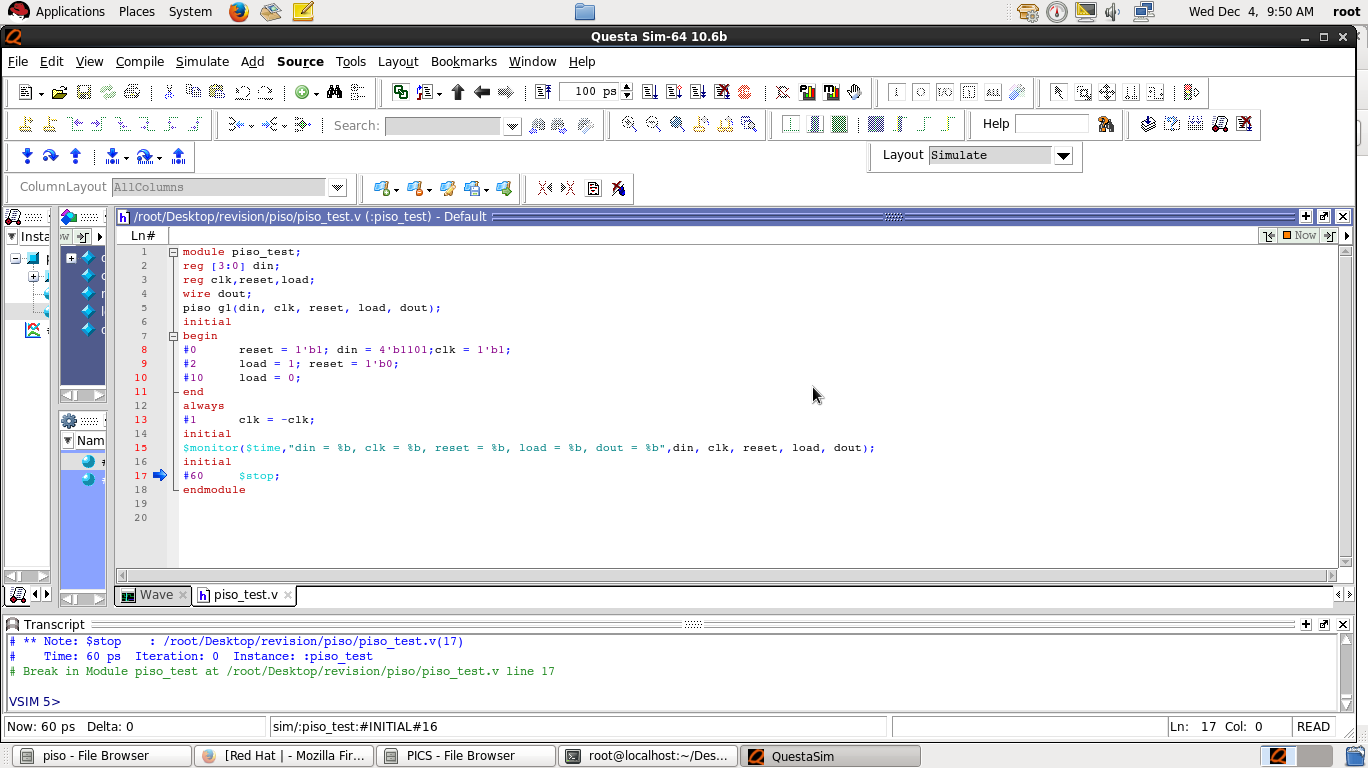 Applications Places System Wed Dec 4, 9:50 AM root
Questa Sim-64 10.6b
File Edit View Compile Simulate Add Source Tools Layout Bookmarks Window Help
100 ps
Search: Help
Layout Simulate
ColumnLayout AllColumns
/root/Desktop/revision/piso/piso_test.v (:piso_test) - Default
Insta Ln# Now
1 module piso_test;
2 reg [3:0] din;
3 reg clk,reset,load;
4 wire dout;
5 piso g1(din, clk, reset, load, dout);
6 initial
7 begin
8 #0 reset = 1'b1; din = 4'b1101;clk = 1'b1;
9 #2 load = 1; reset = 1'b0;
10 #10 load = 0;
11 end
12 always
13 #1 clk = ~clk;
14 initial
15 $monitor($time,"din = %b, clk = %b, reset = %b, load = %b, dout = %b",din, clk, reset, load, dout);
16 initial
17 #60 $stop;
18 endmodule
19
20
Nam
Wave piso_test.v
Transcript
# ** Note: $stop : /root/Desktop/revision/piso/piso_test.v(17)
# Time: 60 ps Iteration: 0 Instance: :piso_test
# Break in Module piso_test at /root/Desktop/revision/piso/piso_test.v line 17
VSIM 5>
Now: 60 ps Delta: 0 sim/:piso_test:#INITIAL#16 Ln: 17 Col: 0 READ
piso - File Browser [Red Hat | - Mozilla Fir... PICS - File Browser root@localhost:~/Des... QuestaSim